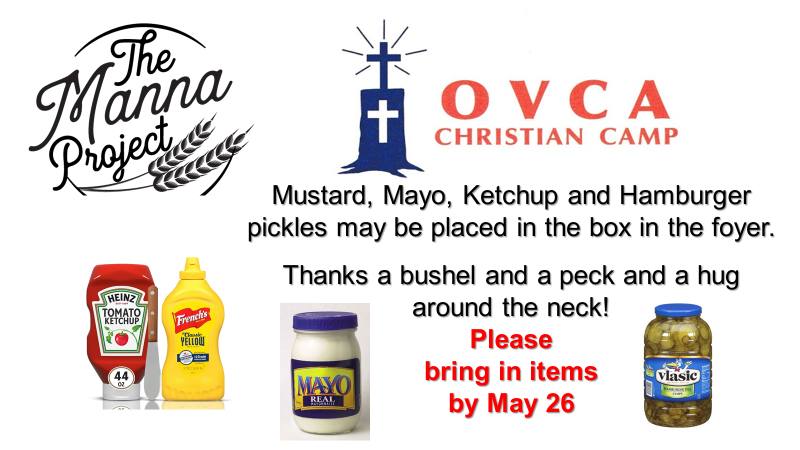 The
Manna
Project
OVCA
CHRISTIAN CAMP
Mustard, Mayo, Ketchup and Hamburger
pickles may be placed in the box in the foyer.
Thanks a bushel and a peck and a hug
around the neck!
Please
bring in items
by May 26
HEINZ
TOMATO
KETCHUP
44
OZ
French's
Classic
YELLOW
MAYO
REAL
MAYONNAISE
Vlasic